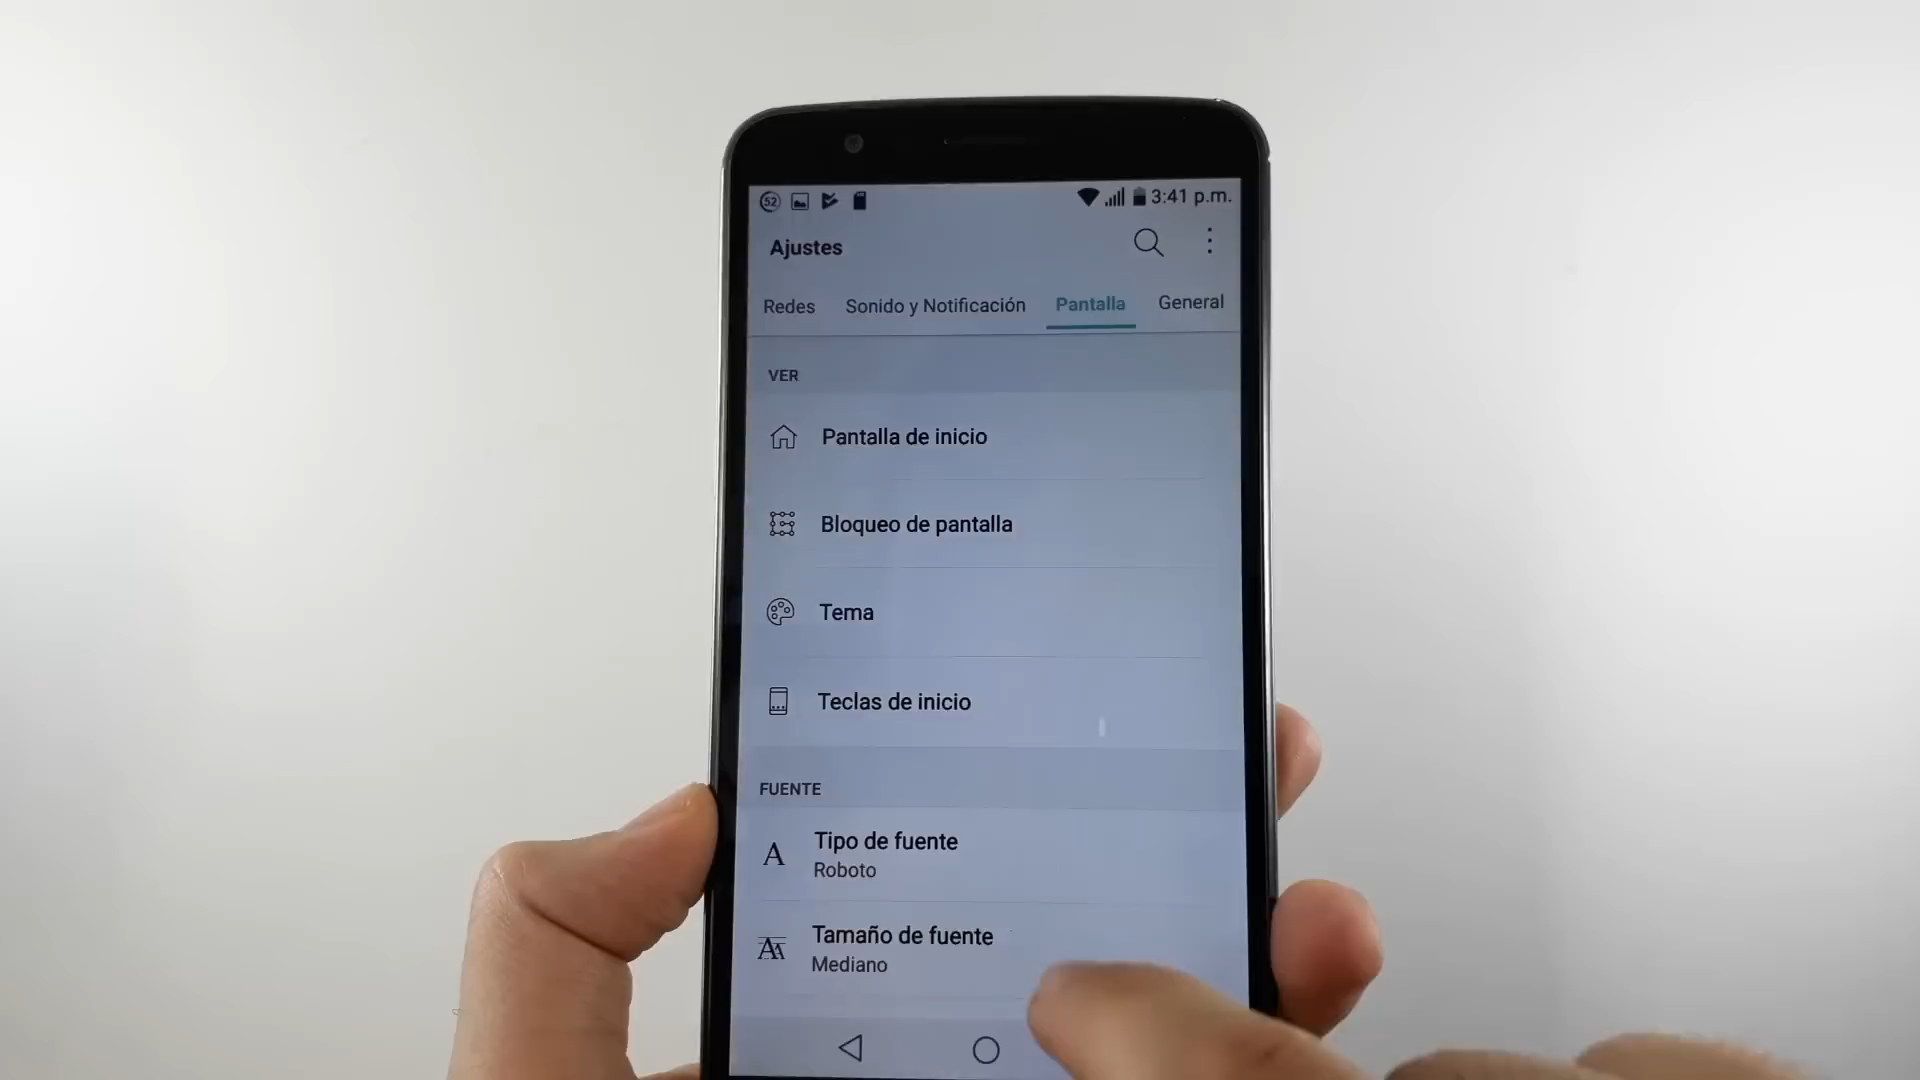 52 3:41 p.m.
Ajustes
Redes Sonido y Notificación Pantalla General
VER
Pantalla de inicio
Bloqueo de pantalla
Tema
Teclas de inicio
FUENTE
A Tipo de fuente
Roboto
AA Tamaño de fuente
Mediano